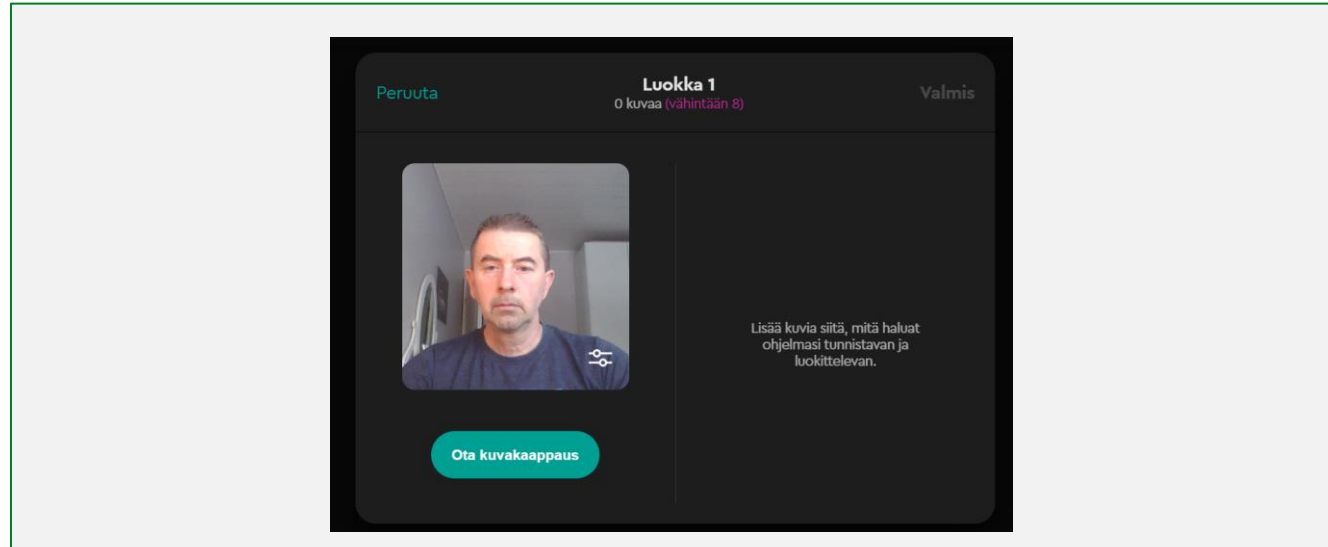 Peruuta
Luokka 1
0 kuvaa (vähintään 8)
Valmis
Lisää kuvia siitä, mitä haluat
ohjelmasi tunnistavan ja
luokittelevan.
Ota kuvakaappaus